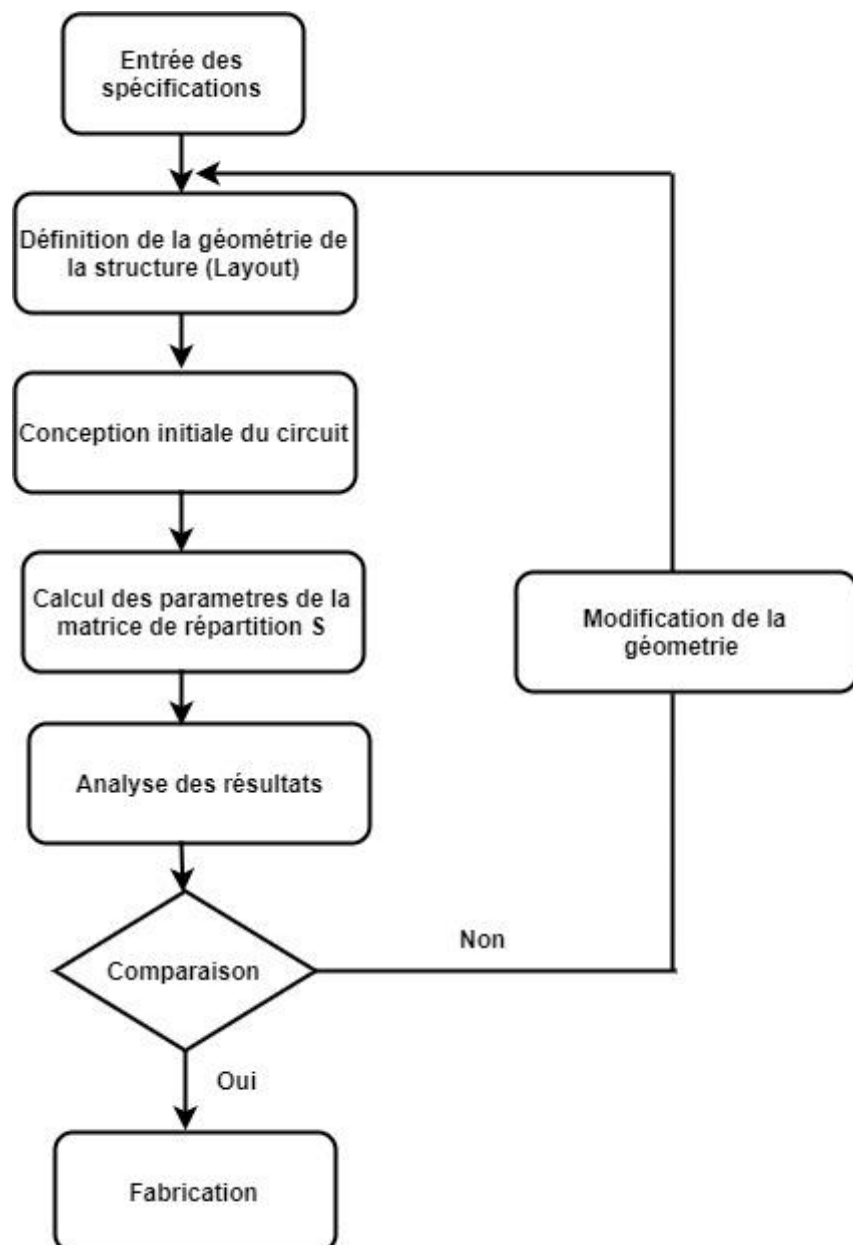 Entrée des
spécifications
Définition de la géométrie de
la structure (Layout)
Conception initiale du circuit
Calcul des parametres de la
matrice de répartition S
Modification de la
géometrie
Analyse des résultats
Non
Comparaison
Oui
Fabrication